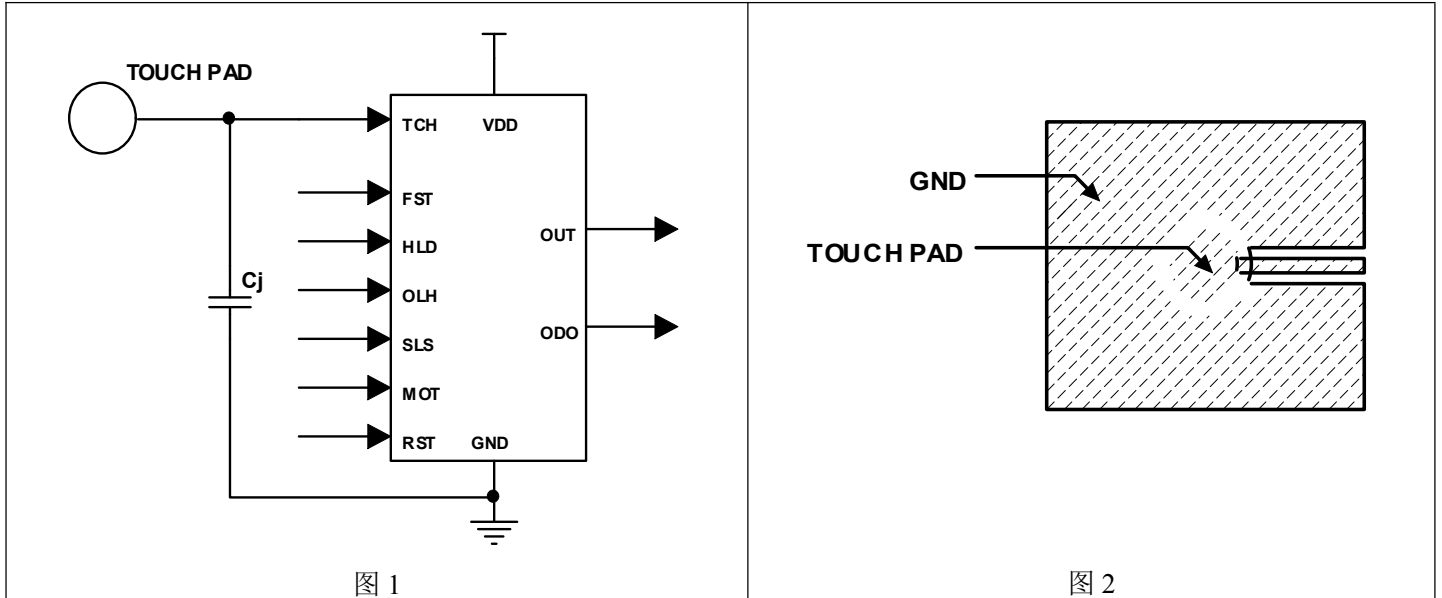 TOUCH PAD
TCH VDD
FST
HLD
OUT
OLH
Cj
SLS
ODO
MOT
RST GND
图 1
GND
TOUCH PAD
图 2